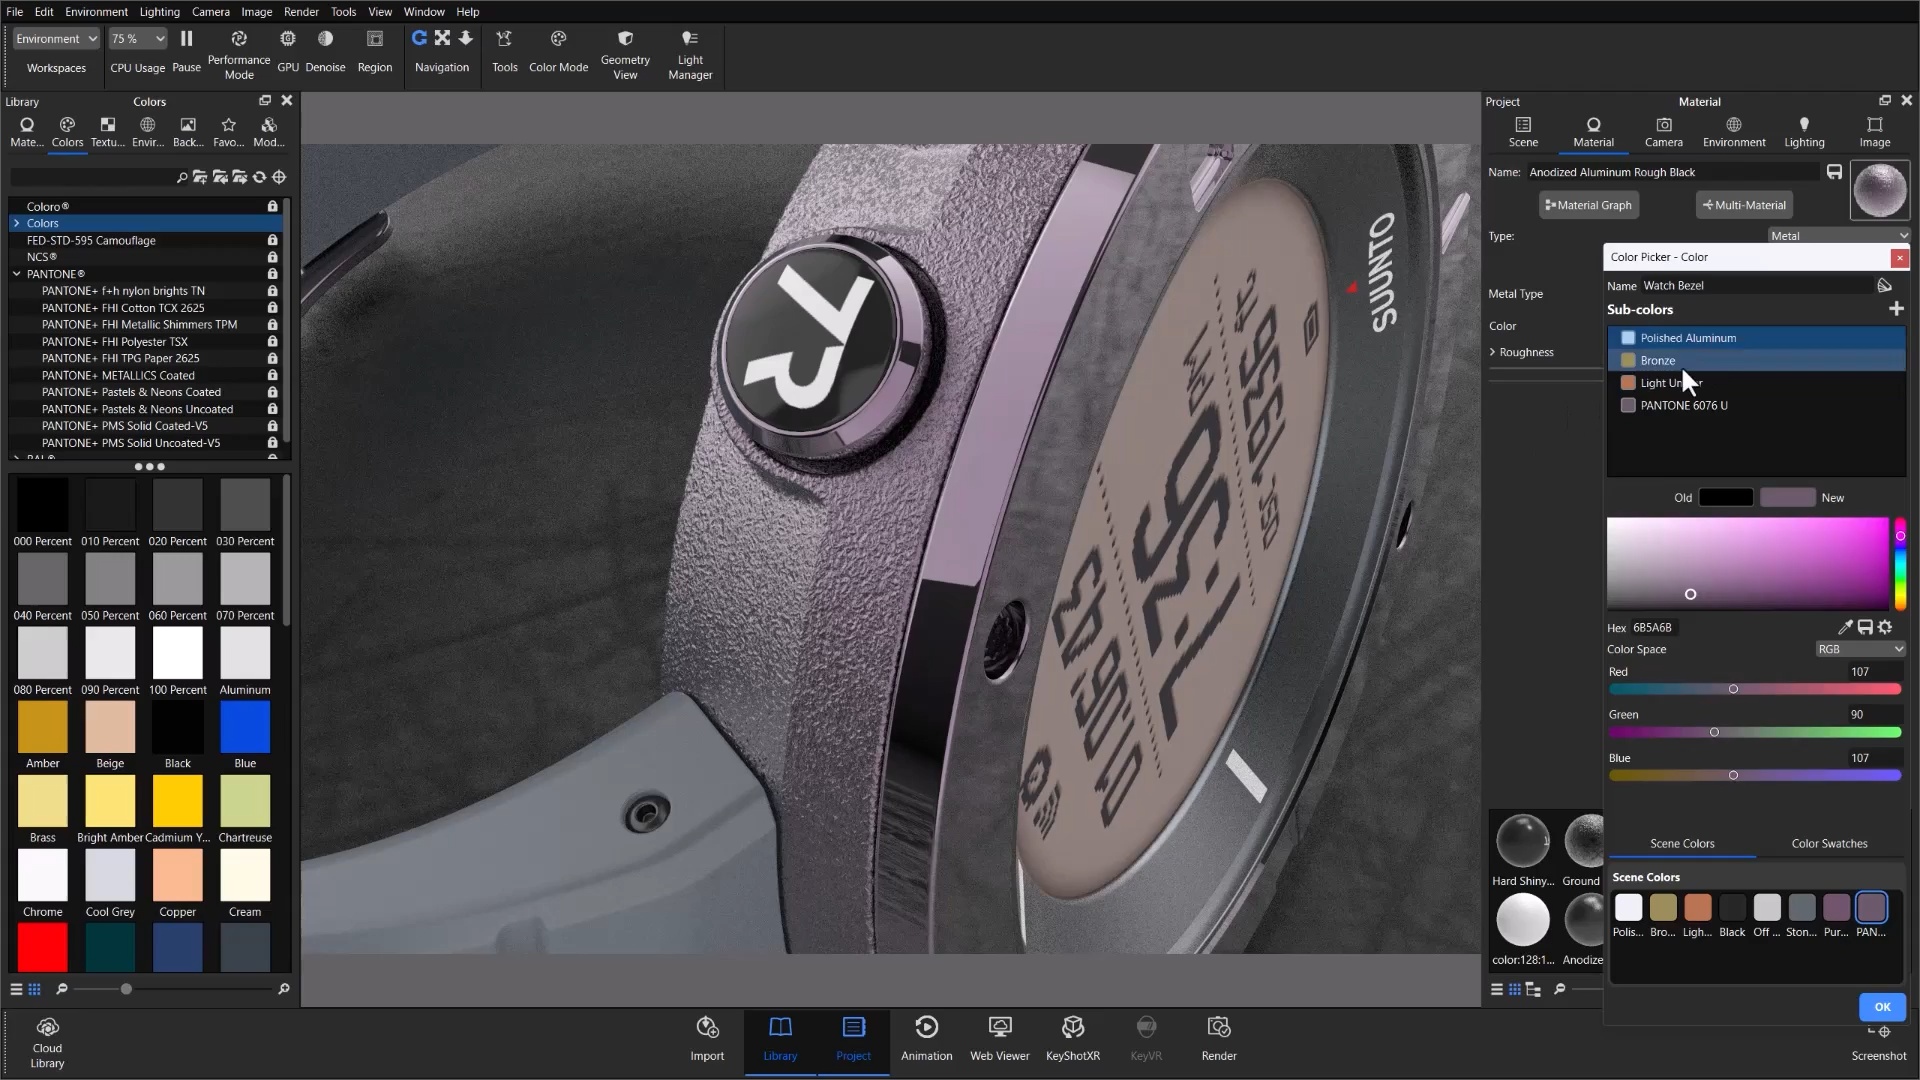 File Edit Environment Lighting Camera Image Render Tools View Window Help
Environment 75 %
Workspaces CPU Usage Pause Performance Mode GPU Denoise Region Navigation Tools Color Mode Geometry View Light Manager
Library Colors
Mate... Colors Textu... Envir... Back... Favo... Mod...
Coloro®
Colors
FED-STD-595 Camouflage
NCS®
PANTONE®
PANTONE+ f+h nylon brights TN
PANTONE+ FHI Cotton TCX 2625
PANTONE+ FHI Metallic Shimmers TPM
PANTONE+ FHI Polyester TSX
PANTONE+ FHI TPG Paper 2625
PANTONE+ METALLICS Coated
PANTONE+ Pastels & Neons Coated
PANTONE+ Pastels & Neons Uncoated
PANTONE+ PMS Solid Coated-V5
PANTONE+ PMS Solid Uncoated-V5
000 Percent 010 Percent 020 Percent 030 Percent
040 Percent 050 Percent 060 Percent 070 Percent
080 Percent 090 Percent 100 Percent Aluminum
Amber Beige Black Blue
Brass Bright Amber Cadmium Y... Chartreuse
Chrome Cool Grey Copper Cream
SUUNTO
Project Material
Scene Material Camera Environment Lighting Image
Name: Anodized Aluminum Rough Black
Material Graph Multi-Material
Type: Metal
Metal Type
Color
Roughness
Color Picker - Color
Name Watch Bezel
Sub-colors
Polished Aluminum
Bronze
PANTONE 6076 U
Old New
Hex 6B5A6B
Color Space RGB
Red 107
Green 90
Blue 107
Scene Colors Color Swatches
Scene Colors
Polis... Bro... Ligh... Black Off ... Ston... Pur... PAN...
OK
Hard Shiny... Ground
color:128:1... Anodize
Cloud Library
Import Library Project Animation Web Viewer KeyShotXR KeyVR Render Screenshot